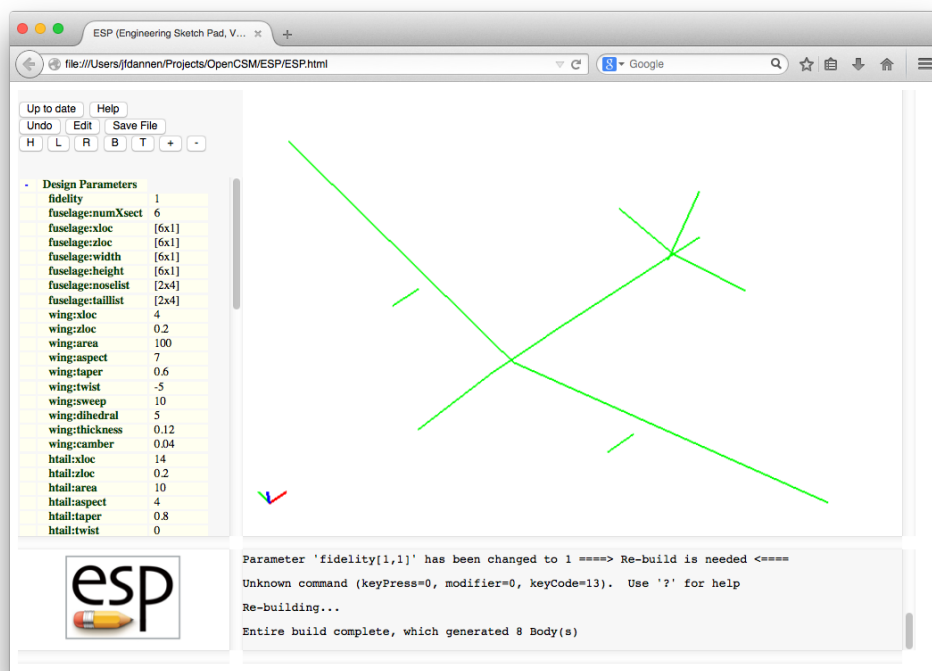 ESP (Engineering Sketch Pad, V...
file:///Users/jfdannen/Projects/OpenCSM/ESP/ESP.html
8 Google
Up to date Help
Undo Edit Save File
H L R B T + -
- Design Parameters
fidelity 1
fuselage:numXsect 6
fuselage:xloc [6x1]
fuselage:zloc [6x1]
fuselage:width [6x1]
fuselage:height [6x1]
fuselage:noselist [2x4]
fuselage:taillist [2x4]
wing:xloc 4
wing:zloc 0.2
wing:area 100
wing:aspect 7
wing:taper 0.6
wing:twist -5
wing:sweep 10
wing:dihedral 5
wing:thickness 0.12
wing:camber 0.04
htail:xloc 14
htail:zloc 0.2
htail:area 10
htail:aspect 4
htail:taper 0.8
htail:twist 0
esp
Parameter 'fidelity[1,1]' has been changed to 1 ====> Re-build is needed <====
Unknown command (keyPress=0, modifier=0, keyCode=13). Use '?' for help
Re-building...
Entire build complete, which generated 8 Body(s)